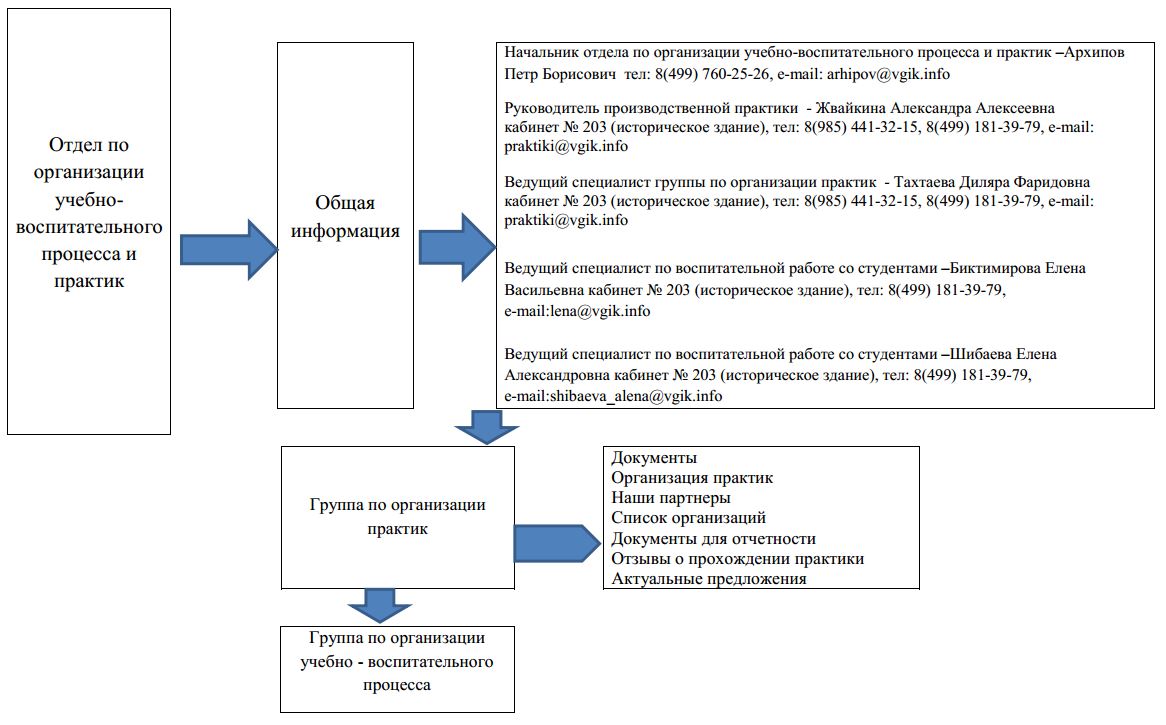 Отдел по
организации
учебно-
воспитательного
процесса и
практик
Общая
информация
Начальник отдела по организации учебно-воспитательного процесса и практик –Архипов
Петр Борисович тел: 8(499) 760-25-26, e-mail: arhipov@vgik.info
Руководитель производственной практики - Жвайкина Александра Алексеевна
кабинет № 203 (историческое здание), тел: 8(985) 441-32-15, 8(499) 181-39-79, e-mail:
praktiki@vgik.info
Ведущий специалист группы по организации практик - Тахтаева Диляра Фаридовна
кабинет № 203 (историческое здание), тел: 8(985) 441-32-15, 8(499) 181-39-79, e-mail:
praktiki@vgik.info
Ведущий специалист по воспитательной работе со студентами –Биктимирова Елена
Васильевна кабинет № 203 (историческое здание), тел: 8(499) 181-39-79,
e-mail:lena@vgik.info
Ведущий специалист по воспитательной работе со студентами –Шибаева Елена
Александровна кабинет № 203 (историческое здание), тел: 8(499) 181-39-79,
e-mail:shibaeva_alena@vgik.info
Группа по организации
практик
Документы
Организация практик
Наши партнеры
Список организаций
Документы для отчетности
Отзывы о прохождении практики
Актуальные предложения
Группа по организации
учебно - воспитательного
процесса